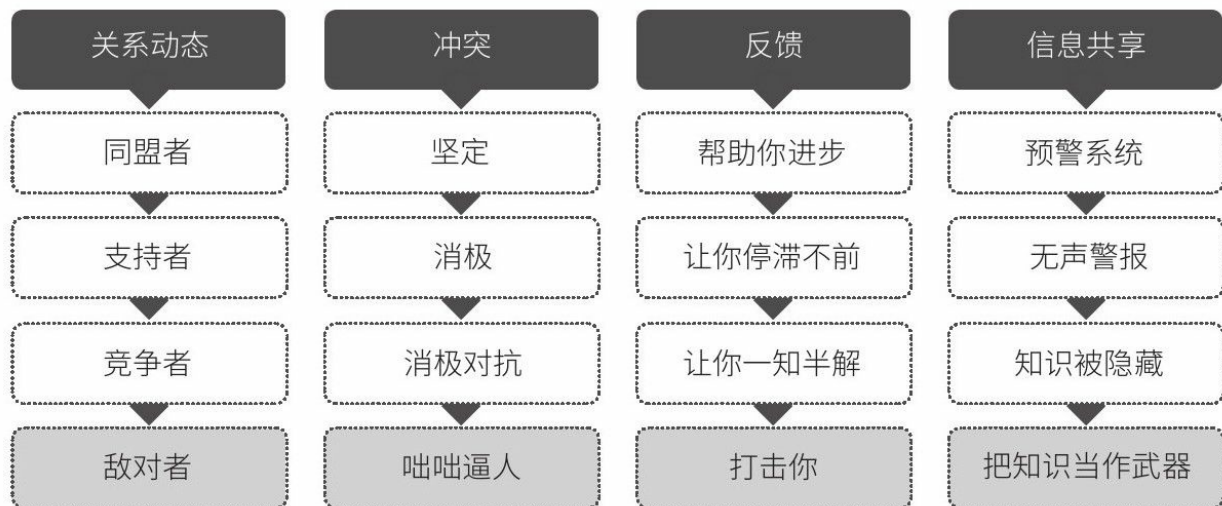 关系动态
冲突
反馈
信息共享
同盟者
坚定
帮助你进步
预警系统
支持者
消极
让你停滞不前
无声警报
竞争者
消极对抗
让你一知半解
知识被隐藏
敌对者
咄咄逼人
打击你
把知识当作武器